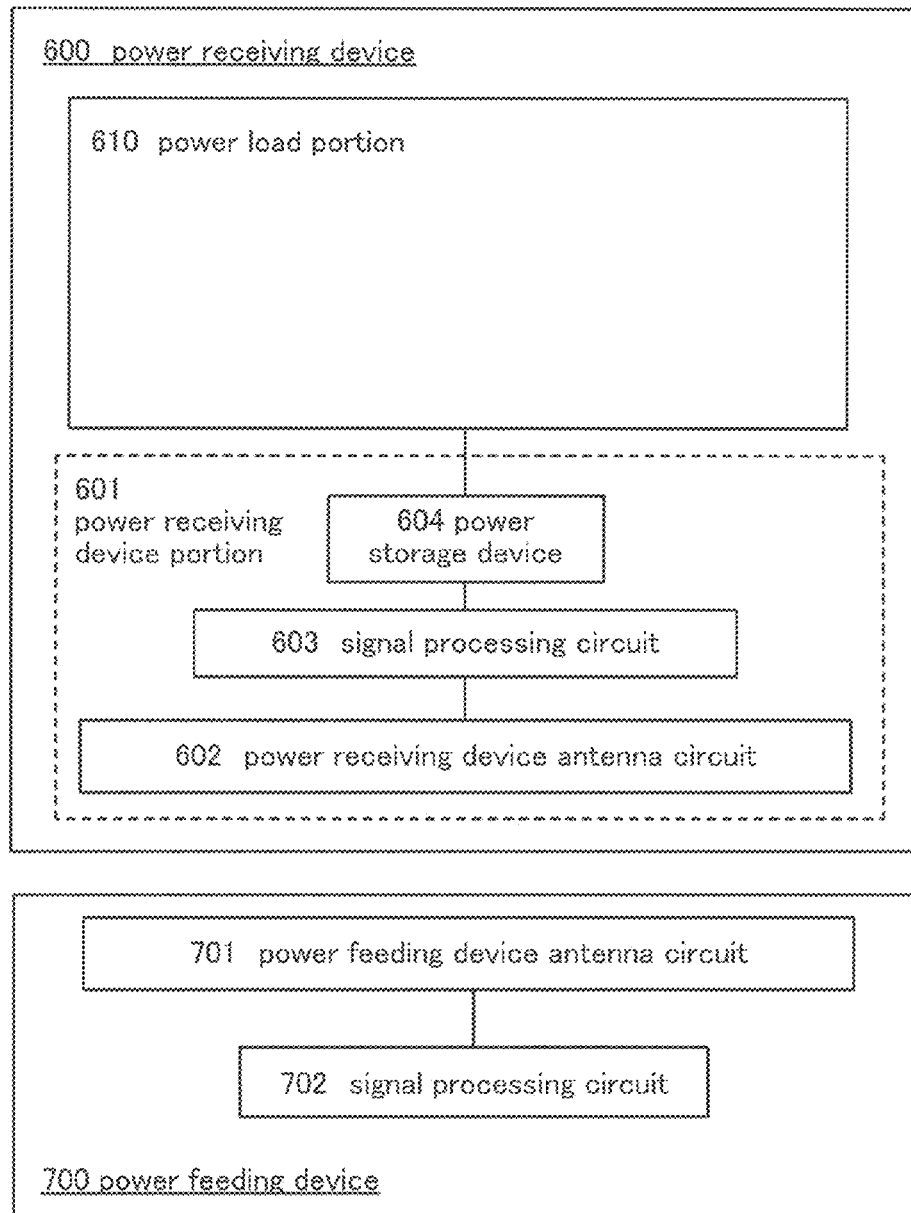 600 power receiving device
610 power load portion
601
power receiving
device portion
604 power
storage device
603 signal processing circuit
602 power receiving device antenna circuit
701 power feeding device antenna circuit
702 signal processing circuit
700 power feeding device